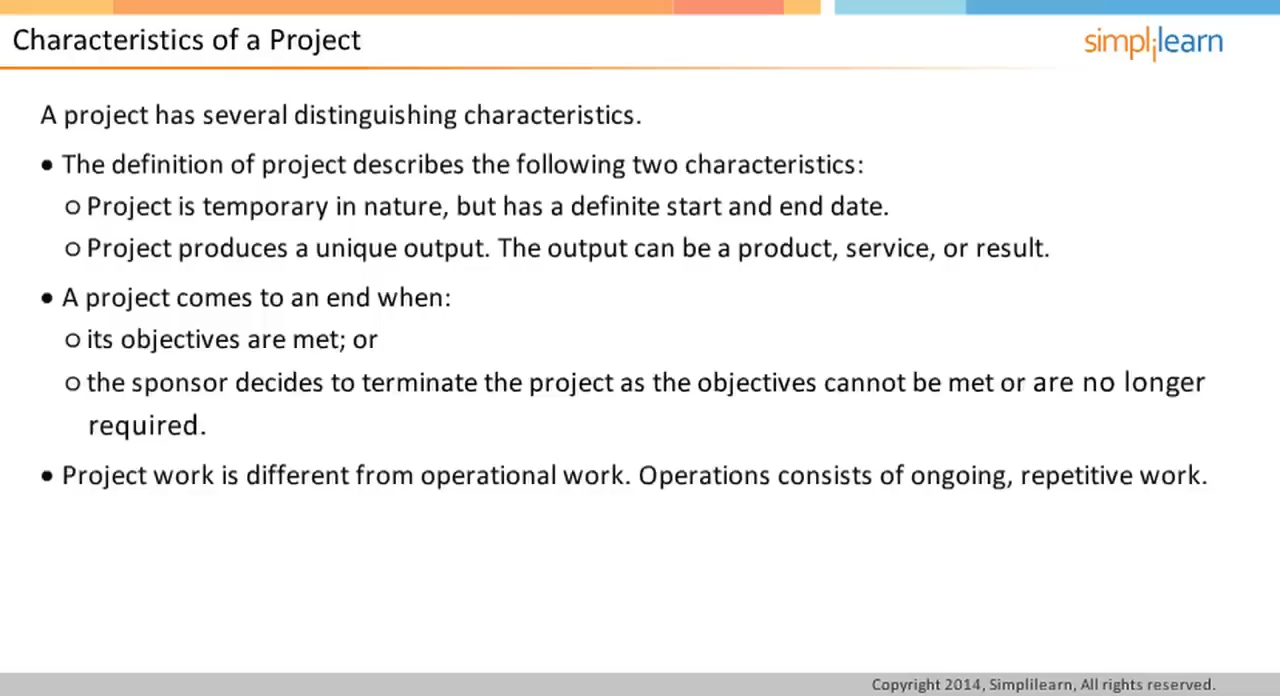 Characteristics of a Project
simplilearn
A project has several distinguishing characteristics.
• The definition of project describes the following two characteristics:
o Project is temporary in nature, but has a definite start and end date.
o Project produces a unique output. The output can be a product, service, or result.
• A project comes to an end when:
o its objectives are met; or
o the sponsor decides to terminate the project as the objectives cannot be met or are no longer
required.
• Project work is different from operational work. Operations consists of ongoing, repetitive work.
Copyright 2014, Simplilearn, All rights reserved.